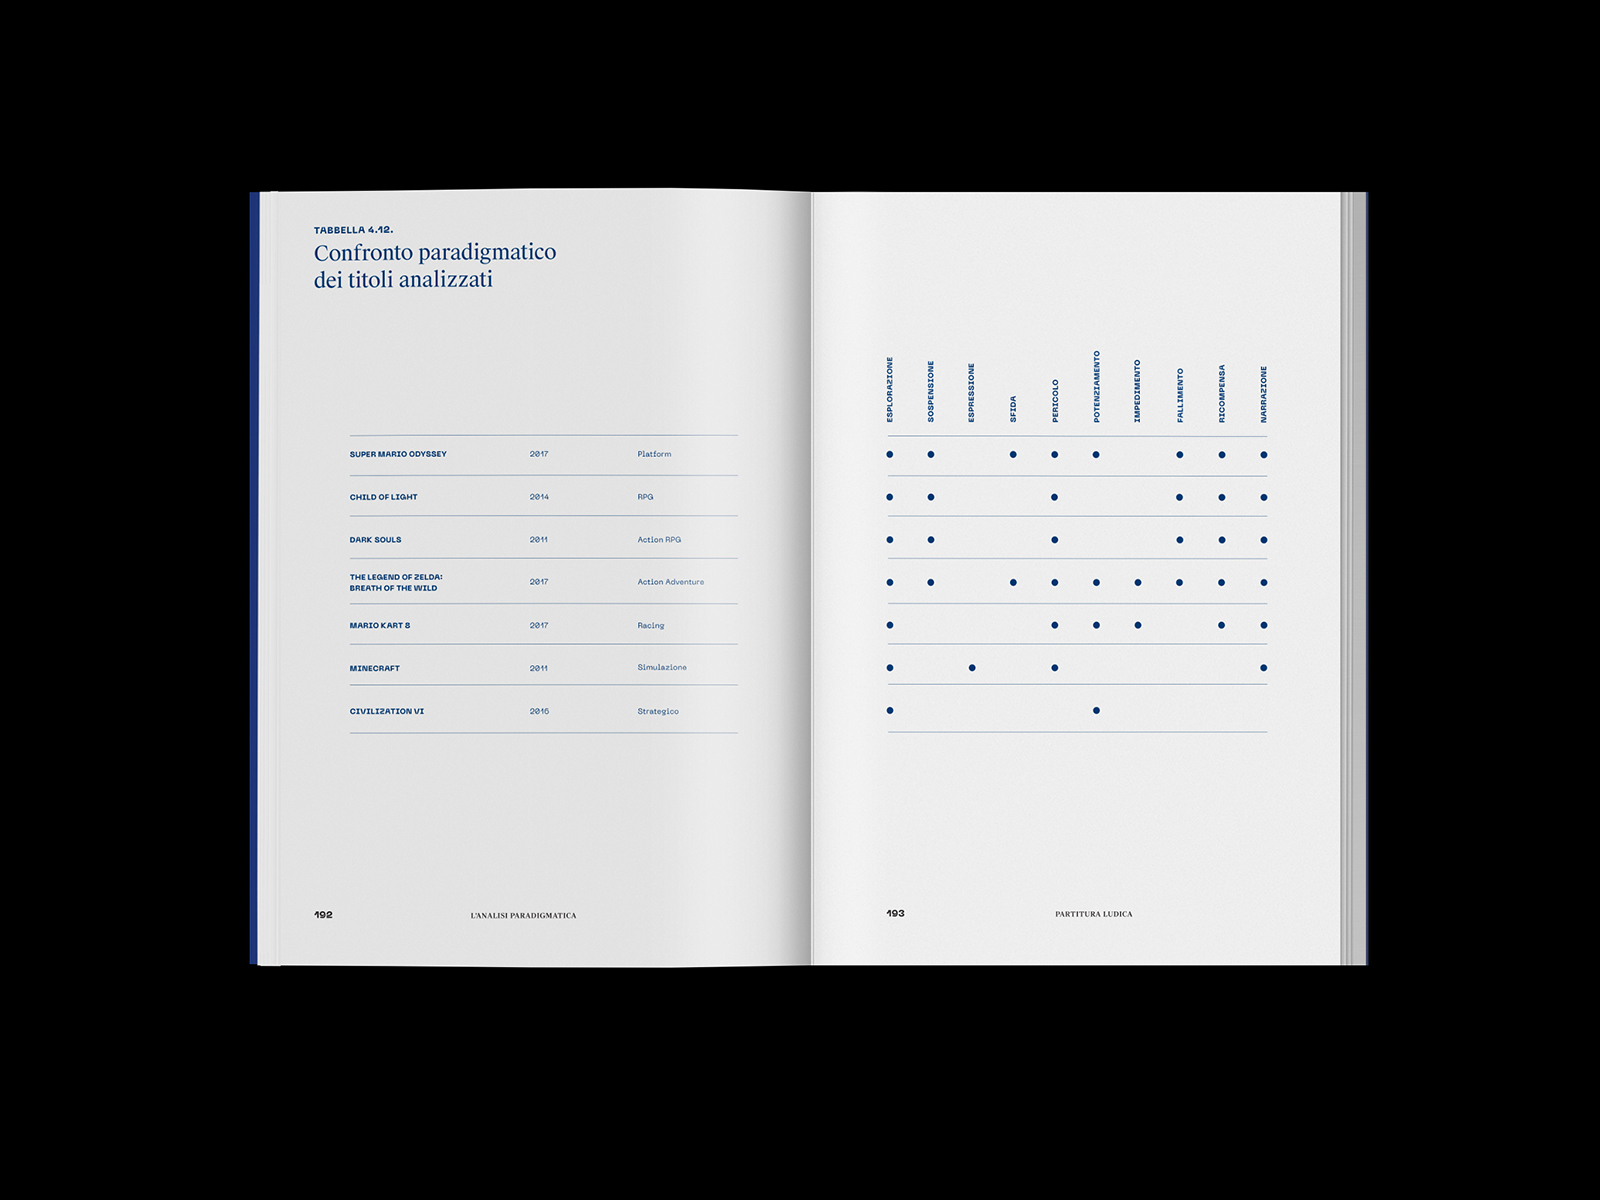 TABBELLA 4.12.
Confronto paradigmatico
dei titoli analizzati
SUPER MARIO ODYSSEY 2017 Platform
CHILD OF LIGHT 2014 RPG
DARK SOULS 2011 Action RPG
THE LEGEND OF ZELDA:
BREATH OF THE WILD 2017 Action Adventure
MARIO KART 8 2017 Racing
MINECRAFT 2011 Simulazione
CIVILIZATION VI 2016 Strategico
192 L'ANALISI PARADIGMATICA
ESPLORAZIONE
SOSPENSIONE
ESPRESSIONE
SFIDA
PERICOLO
POTENZIAMENTO
IMPEDIMENTO
FALLIMENTO
RICOMPENSA
NARRAZIONE
193 PARTITURA LUDICA